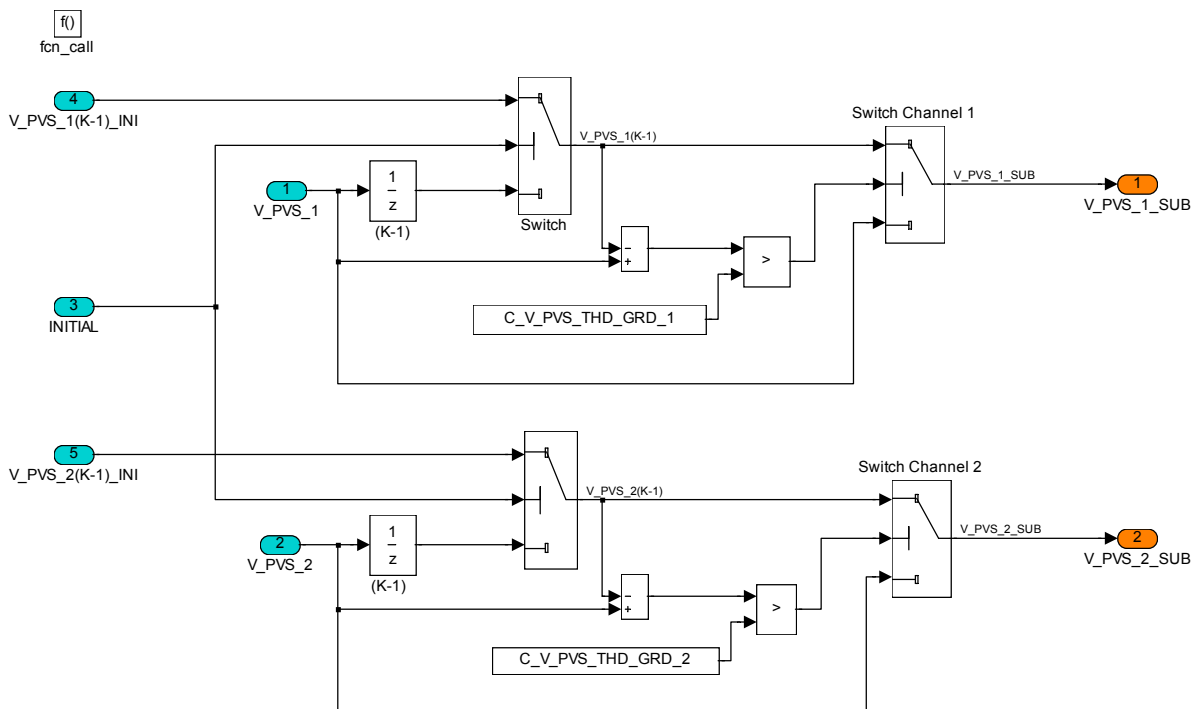 f()
fcn_call
4
V_PVS_1(K-1)_INI
Switch Channel 1
V_PVS_1(K-1)
1
V_PVS_1
1
z
(K-1)
Switch
V_PVS_1_SUB
1
V_PVS_1_SUB
−
+
>
3
INITIAL
C_V_PVS_THD_GRD_1
5
V_PVS_2(K-1)_INI
Switch Channel 2
V_PVS_2(K-1)
2
V_PVS_2
1
z
(K-1)
V_PVS_2_SUB
2
V_PVS_2_SUB
−
+
>
C_V_PVS_THD_GRD_2